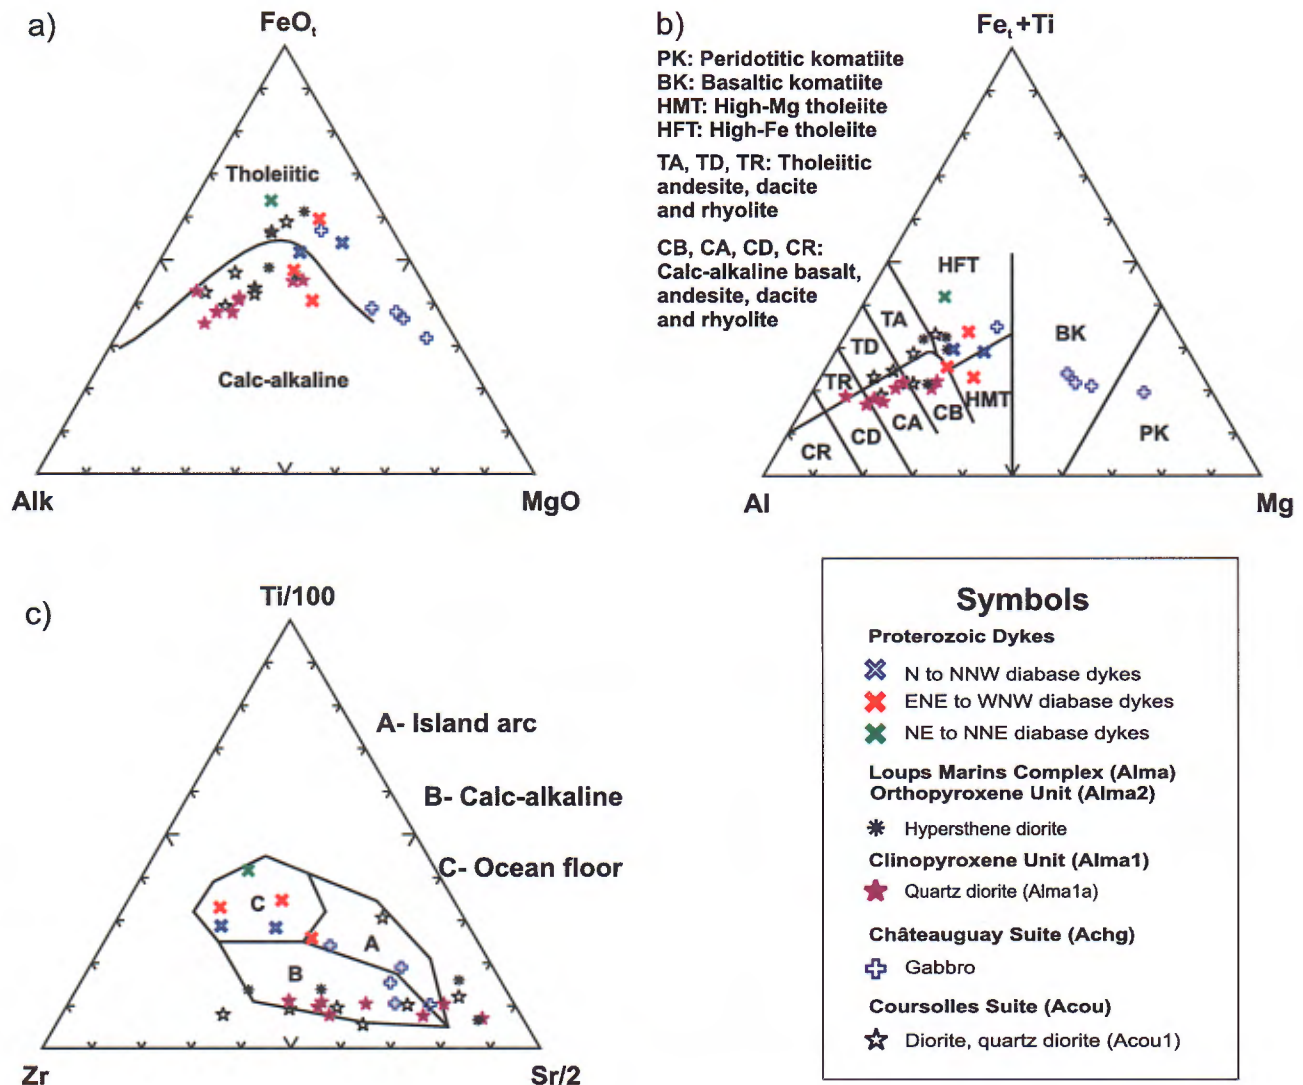 a)
FeOt
Tholeiitic
Calc-alkaline
Alk
MgO
b)
Fet+Ti
PK: Peridotitic komatiite
BK: Basaltic komatiite
HMT: High-Mg tholeiite
HFT: High-Fe tholeiite
TA, TD, TR: Tholeiitic
andesite, dacite
and rhyolite
CB, CA, CD, CR:
Calc-alkaline basalt,
andesite, dacite
and rhyolite
HFT
TA
BK
TD
TR
HMT
CB
CA
CD
PK
CR
Al
Mg
c)
Ti/100
A- Island arc
B- Calc-alkaline
C- Ocean floor
C
A
B
Zr
Sr/2
Symbols
Proterozoic Dykes
N to NNW diabase dykes
ENE to WNW diabase dykes
NE to NNE diabase dykes
Loups Marins Complex (Alma)
Orthopyroxene Unit (Alma2)
Hypersthene diorite
Clinopyroxene Unit (Alma1)
Quartz diorite (Alma1a)
Châteauguay Suite (Achg)
Gabbro
Coursolles Suite (Acou)
Diorite, quartz diorite (Acou1)